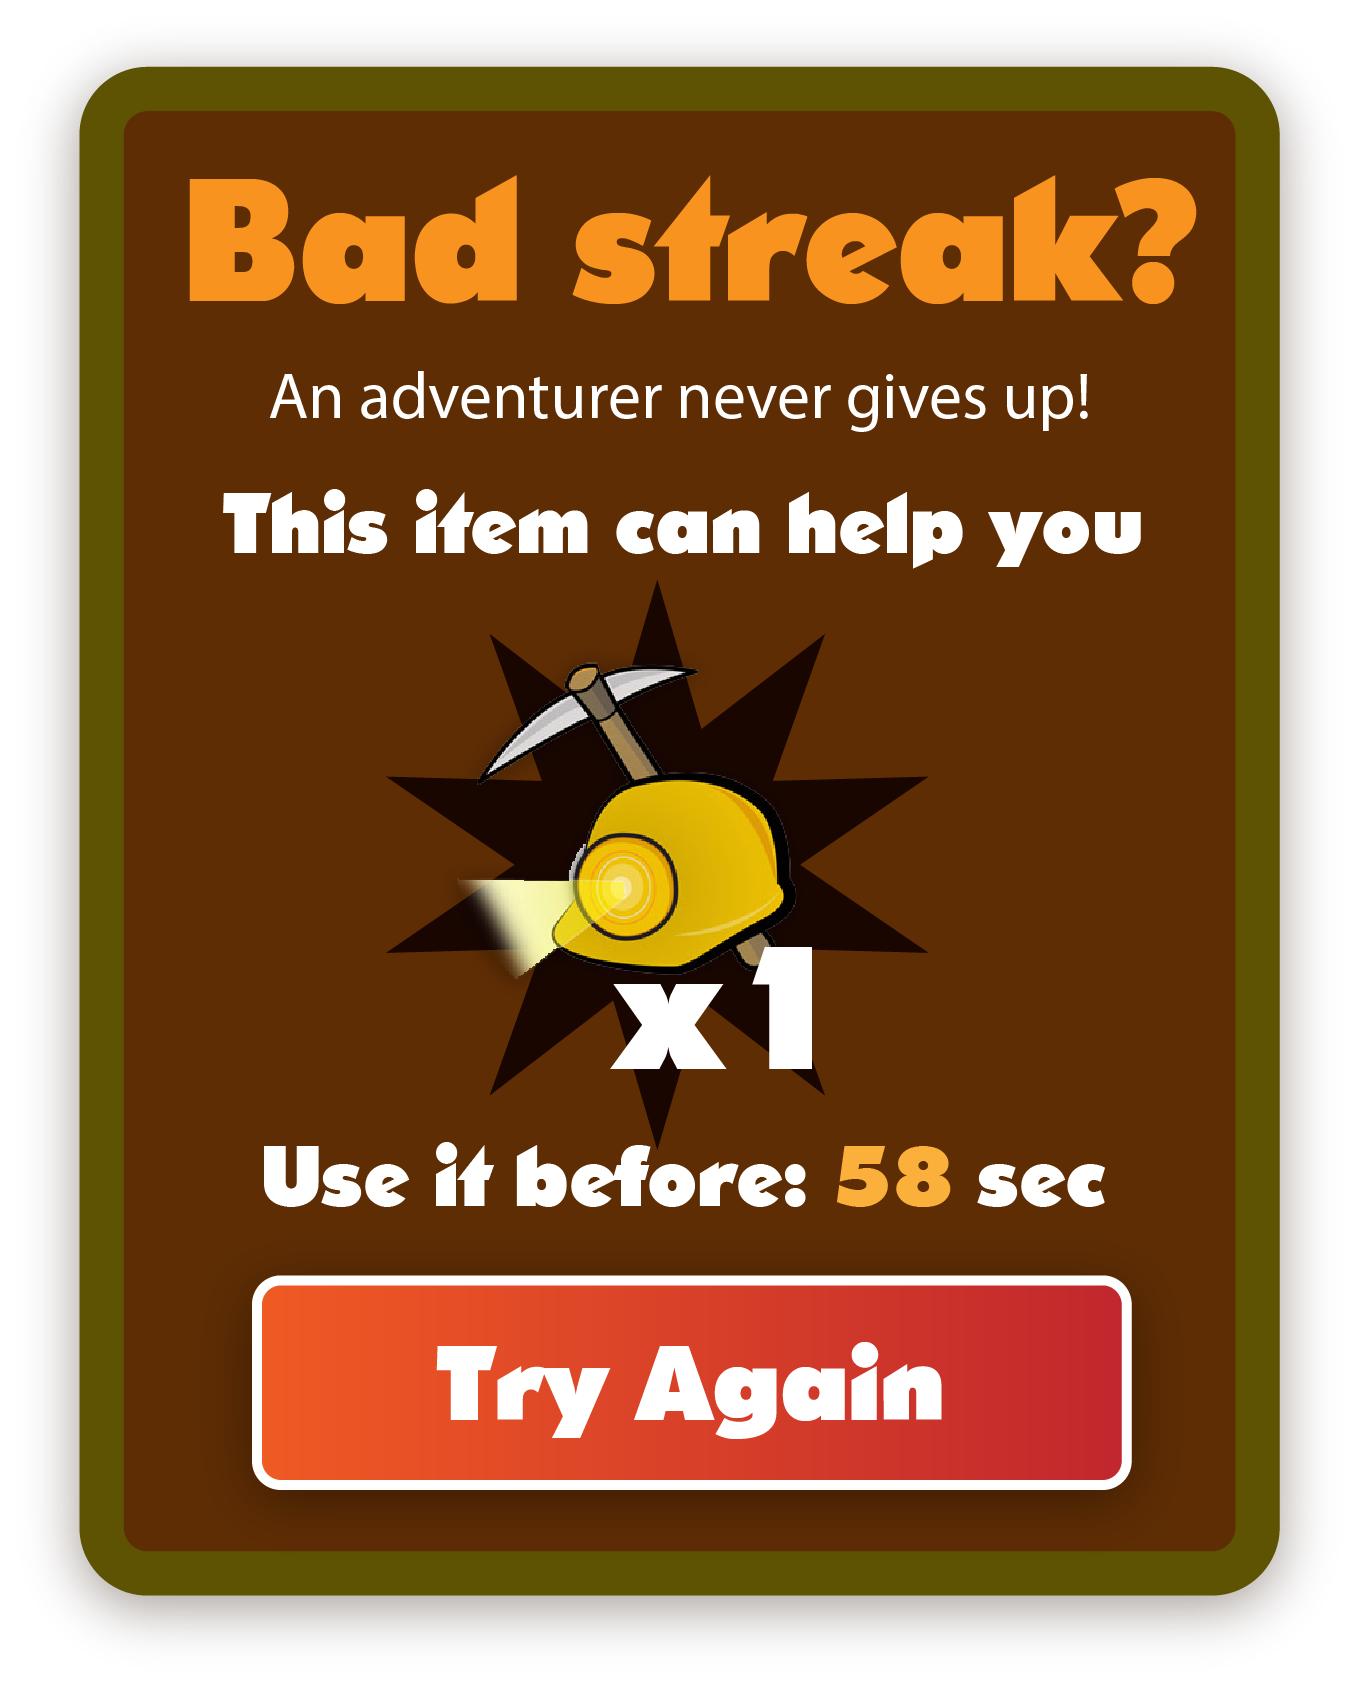 Bad streak?
An adventurer never gives up!
This item can help you
x1
Use it before: 58 sec
Try Again